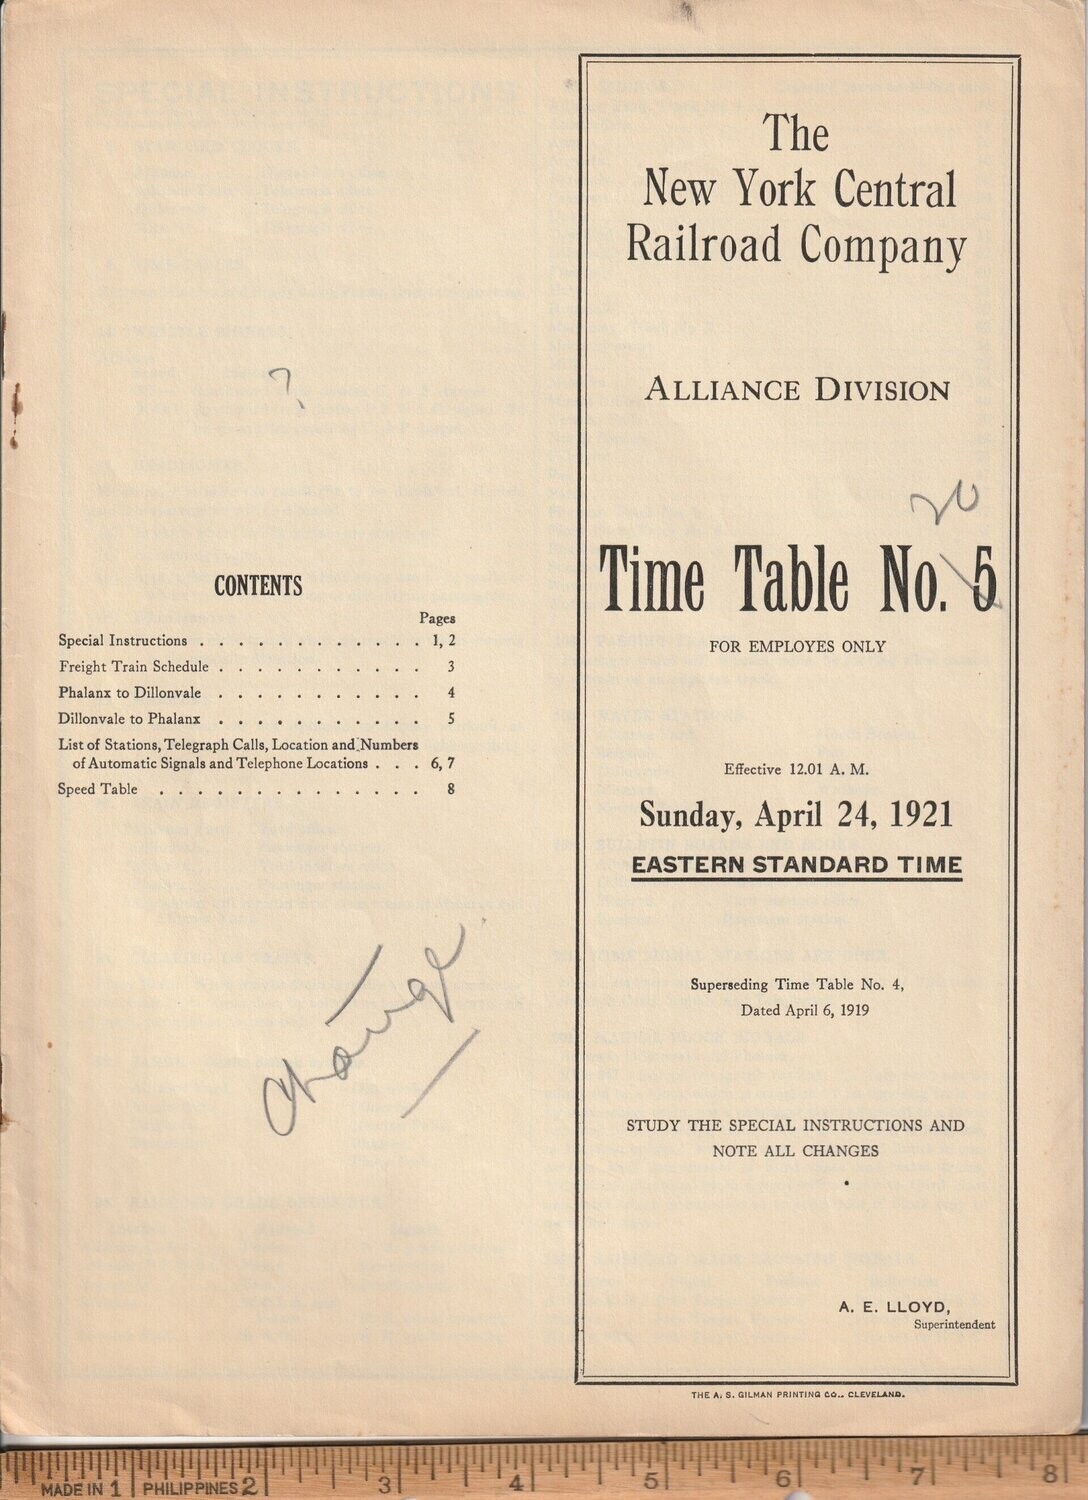 The
New York Central
Railroad Company
ALLIANCE DIVISION
Time Table No. 5
FOR EMPLOYES ONLY
Effective 12.01 A. M.
Sunday, April 24, 1921
EASTERN STANDARD TIME
Superseding Time Table No. 4,
Dated April 6, 1919
STUDY THE SPECIAL INSTRUCTIONS AND
NOTE ALL CHANGES
A. E. LLOYD,
Superintendent
THE A. S. GILMAN PRINTING CO., CLEVELAND.
?
CONTENTS
Pages
Special Instructions . . . . . . . . . . . . 1, 2
Freight Train Schedule . . . . . . . . . . . 3
Phalanx to Dillonvale . . . . . . . . . . . 4
Dillonvale to Phalanx . . . . . . . . . . . 5
List of Stations, Telegraph Calls, Location and Numbers
of Automatic Signals and Telephone Locations . . . 6, 7
Speed Table . . . . . . . . . . . . . . 8
Change
MADE IN 1 PHILIPPINES 2 3 4 5 6 7 8